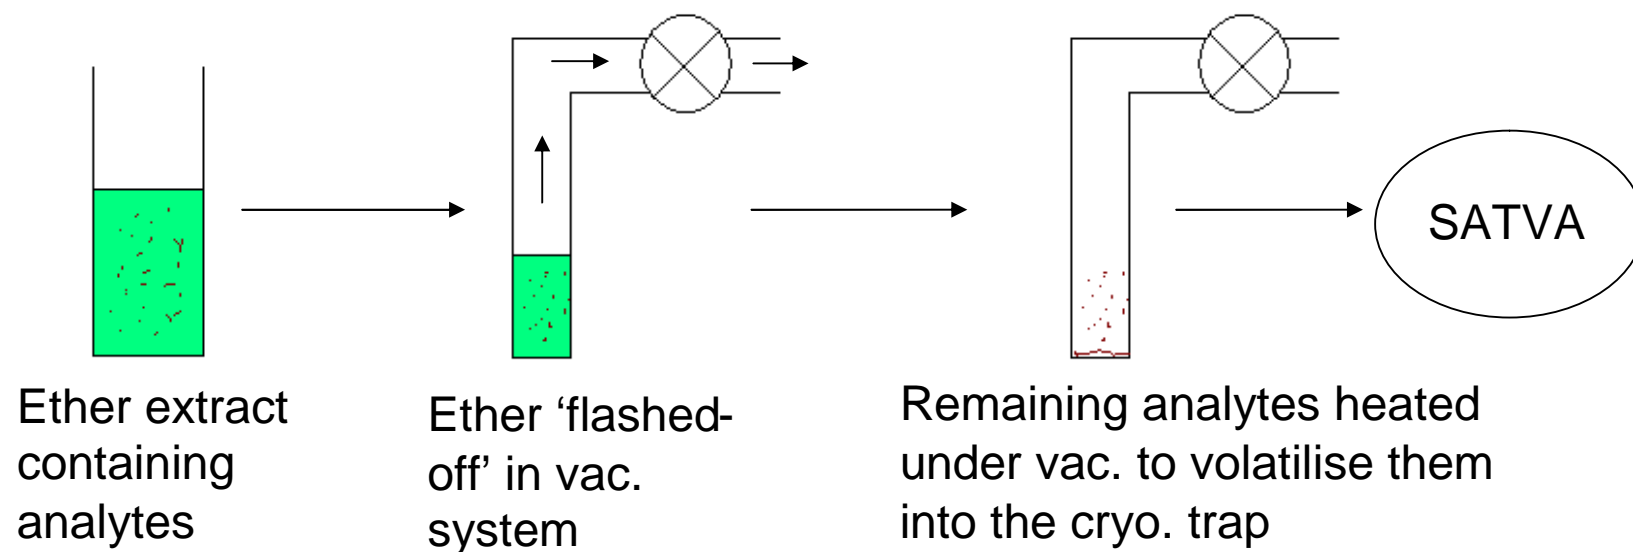 SATVA
Ether extract
containing
analytes
Ether ‘flashed-
off’ in vac.
system
Remaining analytes heated
under vac. to volatilise them
into the cryo. trap